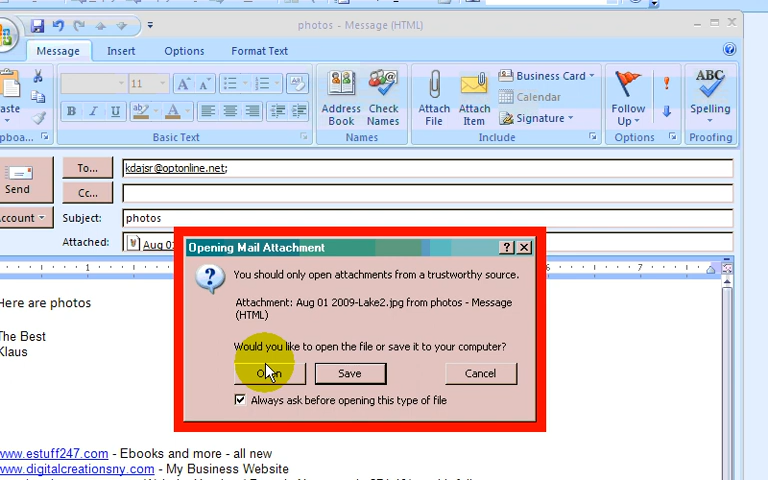 photos - Message (HTML)
Message Insert Options Format Text
11
Business Card
Calendar
Signature
Address Book
Check Names
Attach File
Attach Item
Follow Up
ABC
Spelling
Basic Text Names Include Options Proofing
Send
To... kdajsr@optonline.net;
Cc...
Subject: photos
Attached:
Opening Mail Attachment
You should only open attachments from a trustworthy source.
Attachment: Aug 01 2009-Lake2.jpg from photos - Message
(HTML)
Would you like to open the file or save it to your computer?
Open Save Cancel
Always ask before opening this type of file
1 6 7
Here are photos
The Best
Klaus
www.estuff247.com - Ebooks and more - all new
www.digitalcreationsny.com - My Business Website